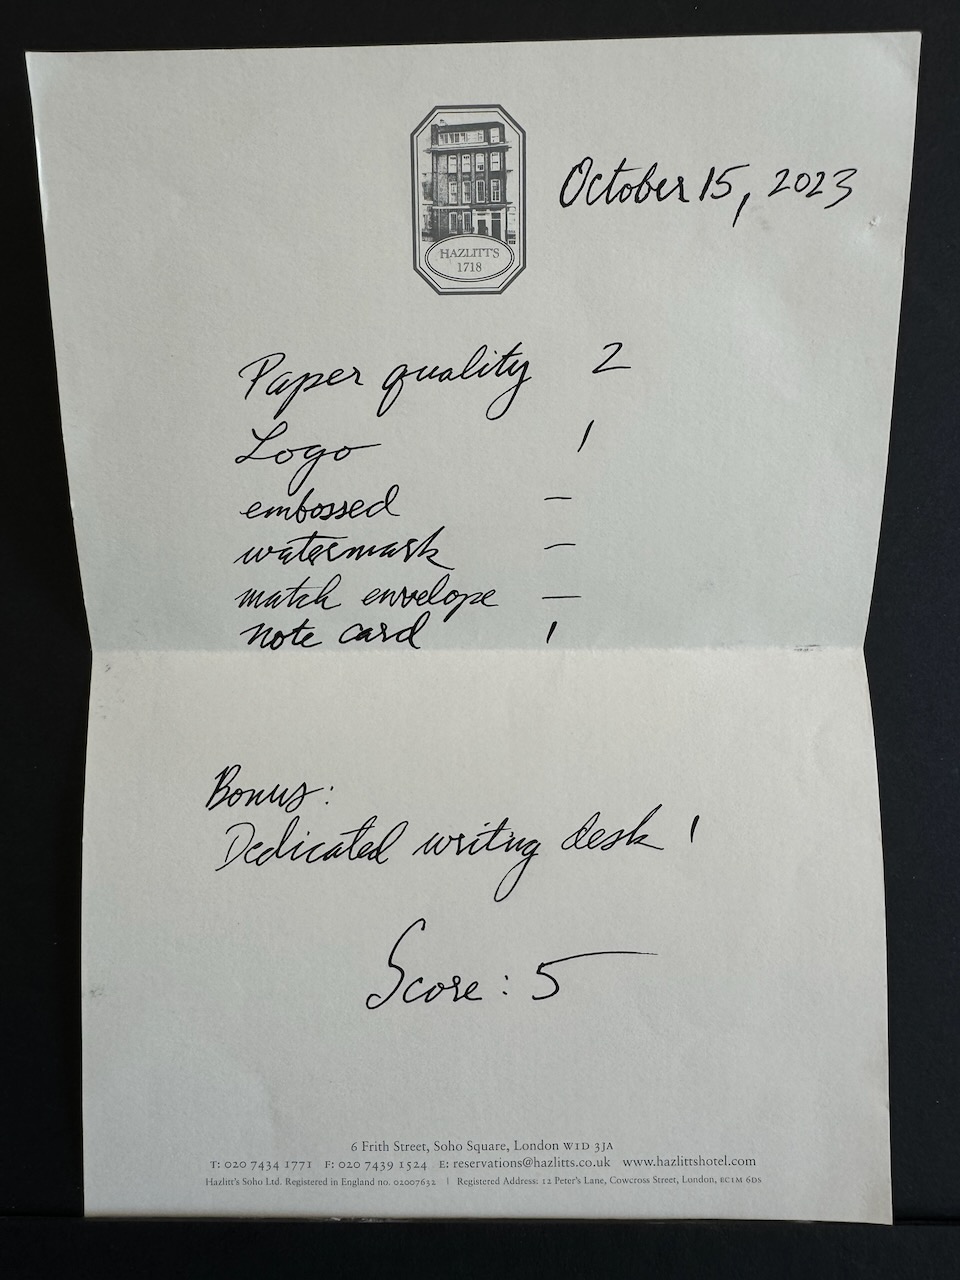 October 15, 2023
HAZLITT'S
1718
Paper quality 2
Logo 1
embossed —
watermark —
match envelope —
note card 1
Bonus:
Dedicated writing desk 1
Score: 5
6 Frith Street, Soho Square, London W1D 3JA
T: 020 7434 1771 F: 020 7439 1524 E: reservations@hazlitts.co.uk www.hazlittshotel.com
Hazlitt's Soho Ltd. Registered in England no. 02007632 | Registered Address: 12 Peter's Lane, Cowcross Street, London, EC1M 6DS